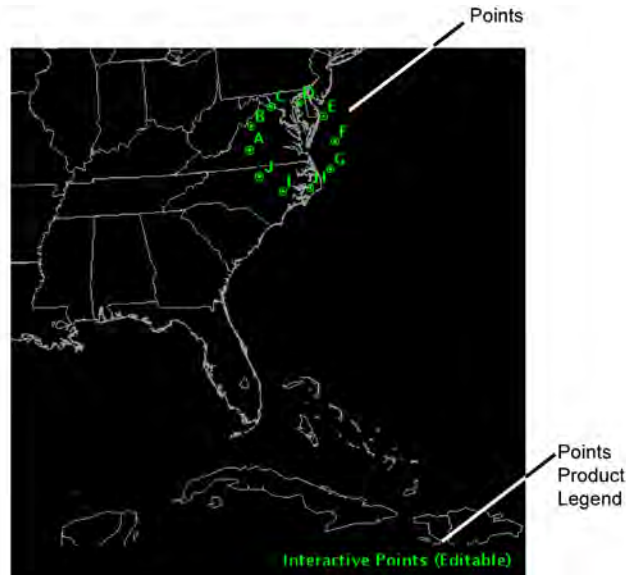 Points
C
D
B
E
A
F
J
G
I
H
Points
Product
Legend
Interactive Points (Editable)